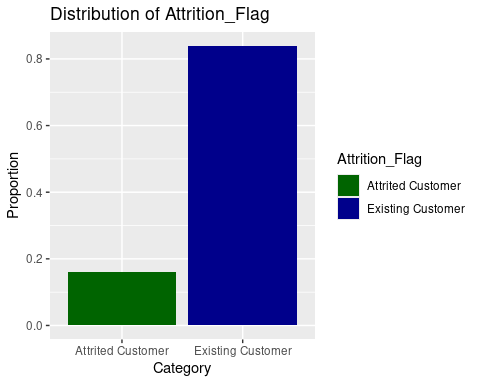 Distribution of Attrition_Flag
Proportion
0.8
0.6
0.4
0.2
0.0
Attrited Customer
Existing Customer
Category
Attrition_Flag
Attrited Customer
Existing Customer